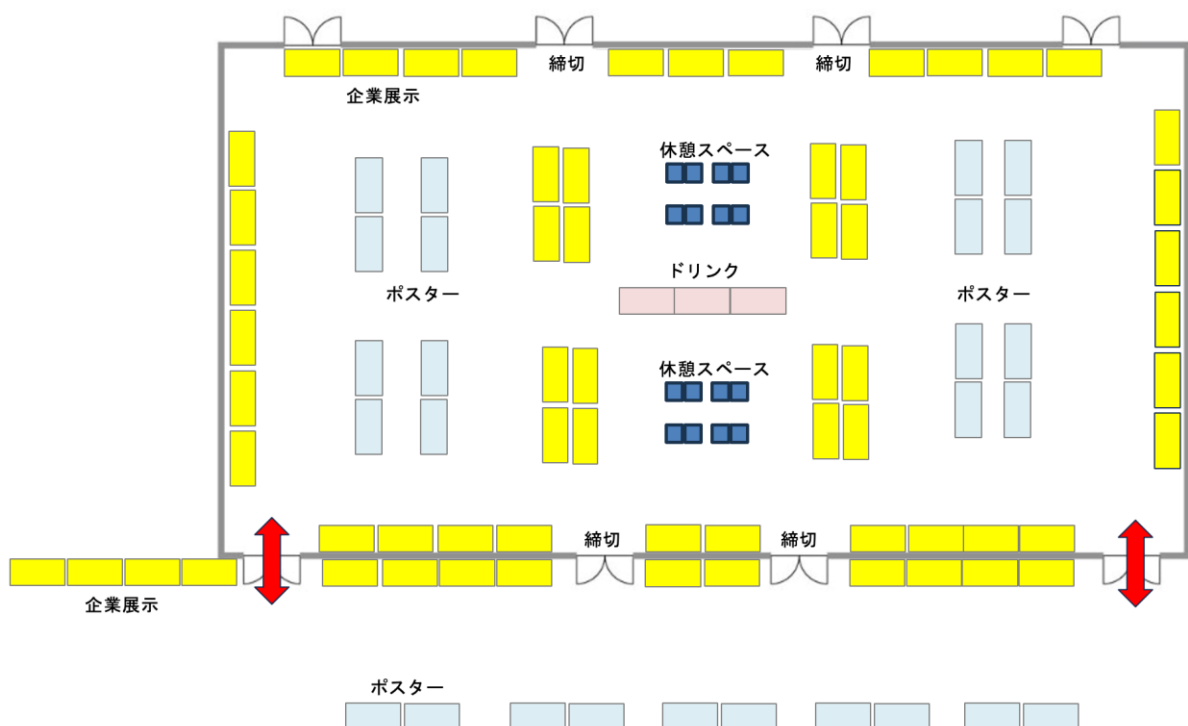 締切
締切
企業展示
休憩スペース
ドリンク
ポスター
ポスター
休憩スペース
締切
締切
企業展示
ポスター